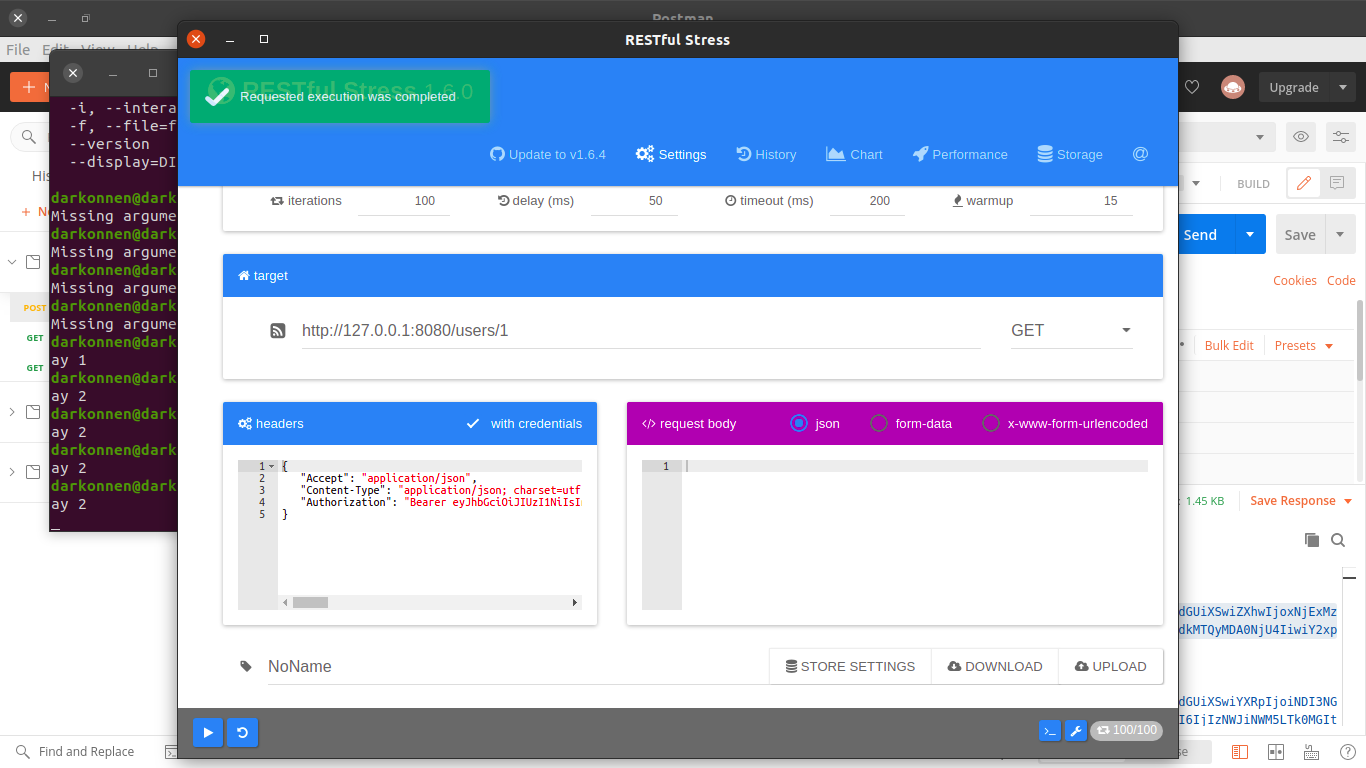 Postman
RESTful Stress
File Edit View Help
RESTful Stress 1.6.0
Requested execution was completed
Upgrade
-i, --intera
-f, --file=f
--version
--display=DI
Update to v1.6.4 Settings History Chart Performance Storage @
His
BUILD
darkonnen@dark
iterations 100 delay (ms) 50 timeout (ms) 200 warmup 15
Missing argume
darkonnen@dark
Send Save
Missing argume
darkonnen@dark
target
Cookies Code
Missing argume
darkonnen@dark
POST
Missing argume
http://127.0.0.1:8080/users/1 GET
GET
darkonnen@dark
Bulk Edit Presets
ay 1
GET
darkonnen@dark
ay 2
darkonnen@dark
headers with credentials request body json form-data x-www-form-urlencoded
ay 2
darkonnen@dark
ay 2
darkonnen@dark
ay 2
1 {
2 "Accept": "application/json",
3 "Content-Type": "application/json; charset=utf
4 "Authorization": "Bearer eyJhbGciOiJIUzI1NiIsI
5 }
1
1.45 KB Save Response
dGUiXSwiZXhwIjoxNjExMz
dkMTQyMDA0NjU4IiwiY2xp
NoName STORE SETTINGS DOWNLOAD UPLOAD
dGUiXSwiYXRpIjoiNDI3NG
I6IjIzNWJiNWM5LTk0MGIt
100/100
Find and Replace